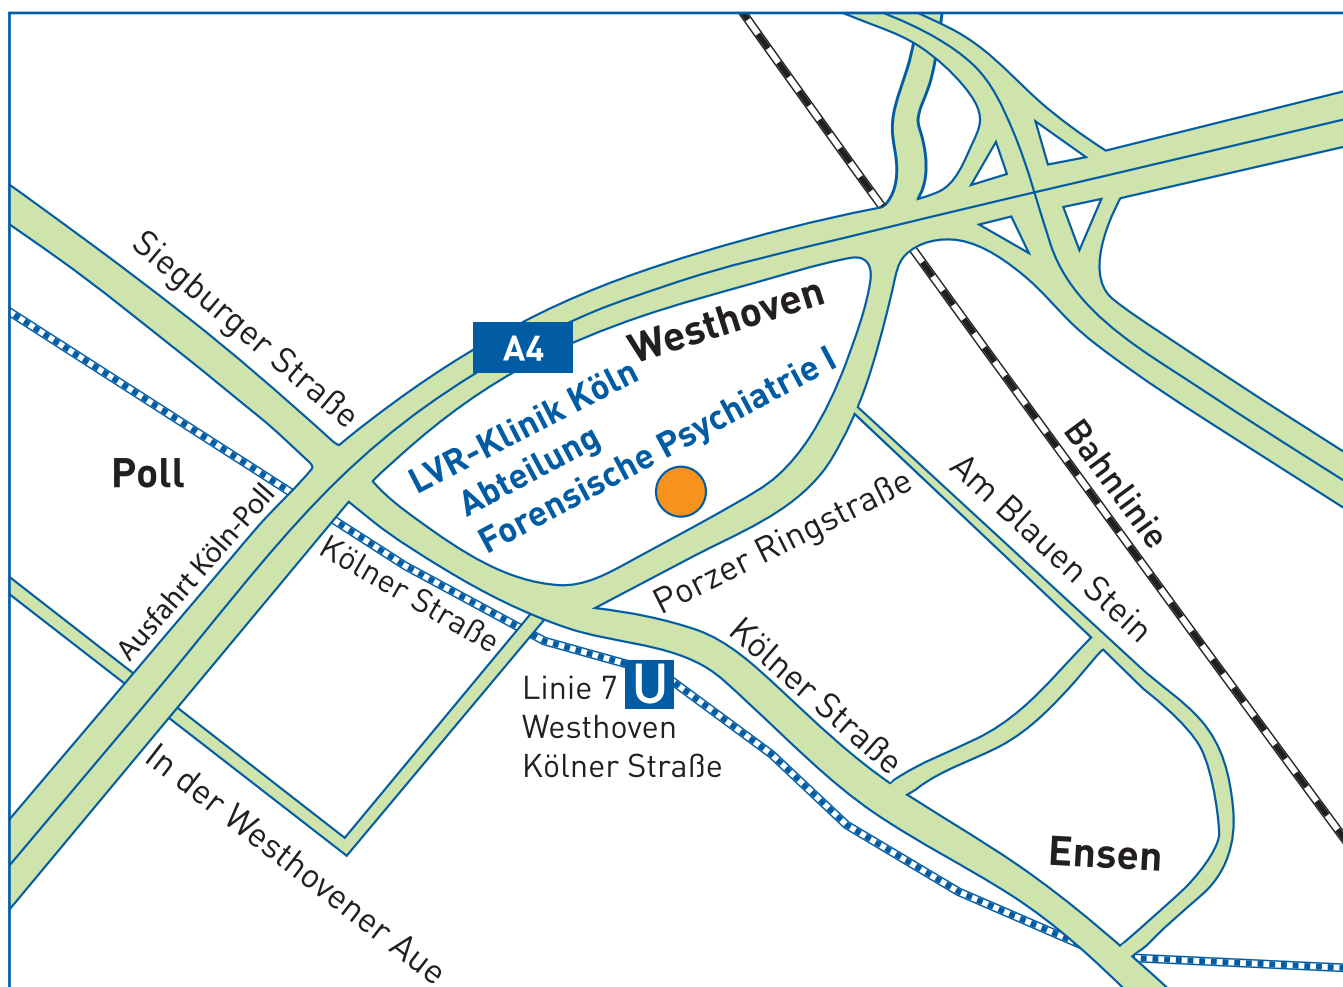 Siegburger Straße
A4
Westhoven
LVR-Klinik Köln
Abteilung
Forensische Psychiatrie I
Poll
Ausfahrt Köln-Poll
Kölner Straße
Porzer Ringstraße
Am Blauen Stein
Bahnlinie
Kölner Straße
Linie 7 U
Westhoven
Kölner Straße
In der Westhovener Aue
Ensen